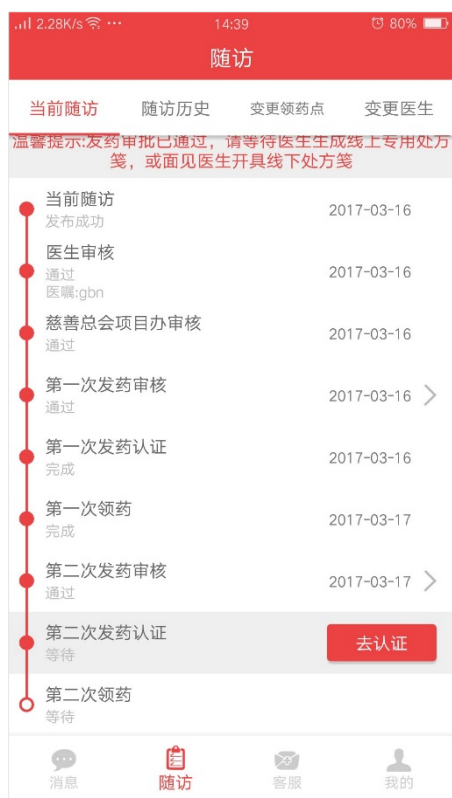 2.28K/s ··· 14:39 80%
随访
当前随访 随访历史 变更领药点 变更医生
温馨提示:发药审批已通过，请等待医生生成线上专用处方
笺，或面见医生开具线下处方笺
当前随访
发布成功
2017-03-16
医生审核
通过
医嘱:gbn
2017-03-16
慈善总会项目办审核
通过
2017-03-16
第一次发药审核
通过
2017-03-16
第一次发药认证
完成
2017-03-16
第一次领药
完成
2017-03-17
第二次发药审核
通过
2017-03-17
第二次发药认证
等待
去认证
第二次领药
等待
消息 随访 客服 我的